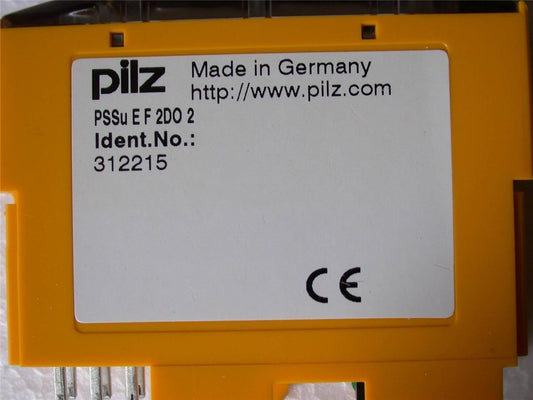 pilz
Made in Germany
http://www.pilz.com
PSSu E F 2DO 2
Ident.No.:
312215
CE